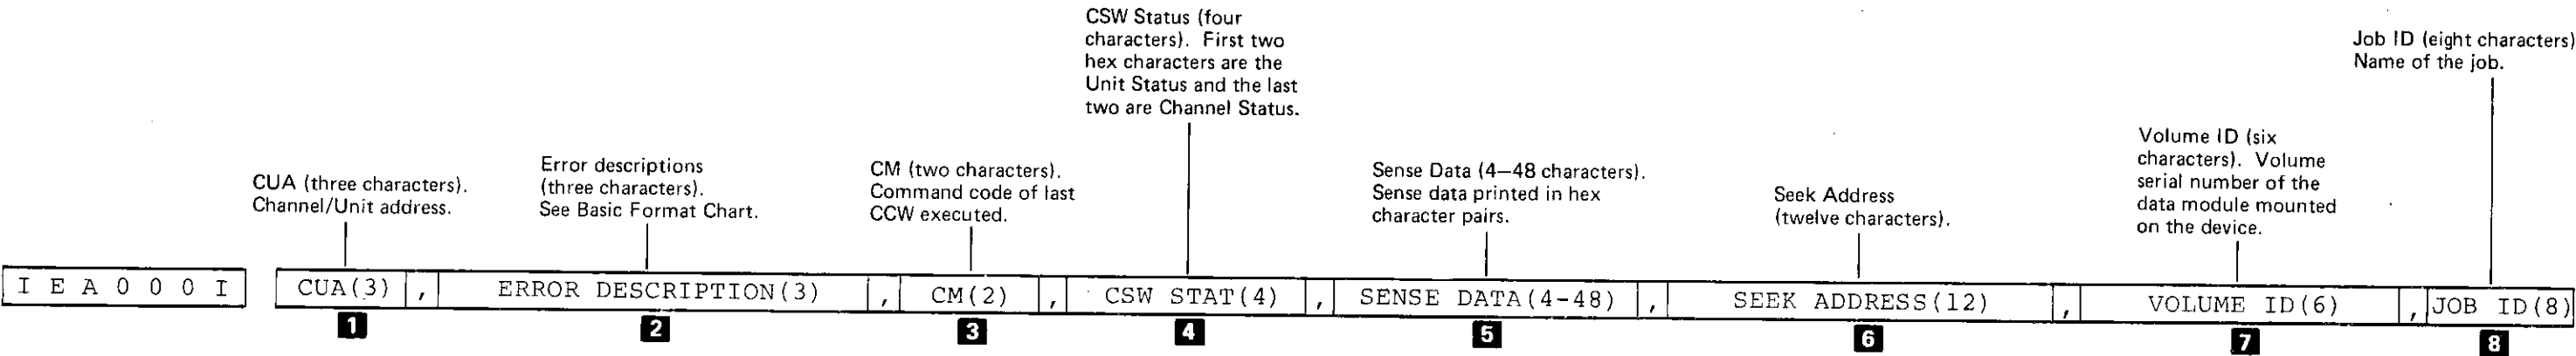 CSW Status (four
characters). First two
hex characters are the
Unit Status and the last
two are Channel Status.
Job ID (eight characters)
Name of the job.
Volume ID (six
characters). Volume
serial number of the
data module mounted
on the device.
CUA (three characters).
Channel/Unit address.
Error descriptions
(three characters).
See Basic Format Chart.
CM (two characters).
Command code of last
CCW executed.
Sense Data (4–48 characters).
Sense data printed in hex
character pairs.
Seek Address
(twelve characters).
I E A 0 0 0 I CUA(3) , ERROR DESCRIPTION(3) , CM(2) , CSW STAT(4) , SENSE DATA(4-48) , SEEK ADDRESS(12) , VOLUME ID(6) , JOB ID(8)
1 2 3 4 5 6 7 8